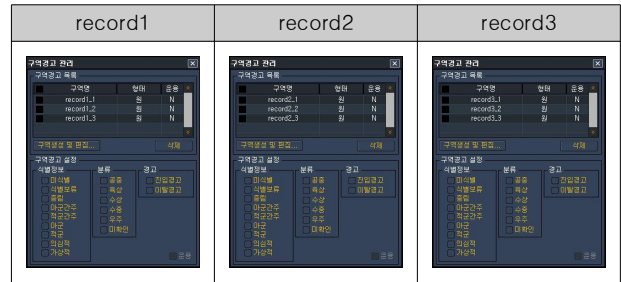 record1 record2 record3
구역경고 관리
구역경고 목록
구역명 형태 운용
record1_1 원 N
record1_2 원 N
record1_3 원 N
구역생성 및 편집... 삭제
구역경고 설정
식별정보 분류 경고
미식별 공중 진입경고
식별보류 육상 이탈경고
중립 수상
아군간주 수중
적군간주 우주
아군 미확인
적군
의심적
가상적
운용
구역경고 관리
구역경고 목록
구역명 형태 운용
record2_1 원 N
record2_2 원 N
record2_3 원 N
구역생성 및 편집... 삭제
구역경고 설정
식별정보 분류 경고
미식별 공중 진입경고
식별보류 육상 이탈경고
중립 수상
아군간주 수중
적군간주 우주
아군 미확인
적군
의심적
가상적
운용
구역경고 관리
구역경고 목록
구역명 형태 운용
record3_1 원 N
record3_2 원 N
record3_3 원 N
구역생성 및 편집... 삭제
구역경고 설정
식별정보 분류 경고
미식별 공중 진입경고
식별보류 육상 이탈경고
중립 수상
아군간주 수중
적군간주 우주
아군 미확인
적군
의심적
가상적
운용